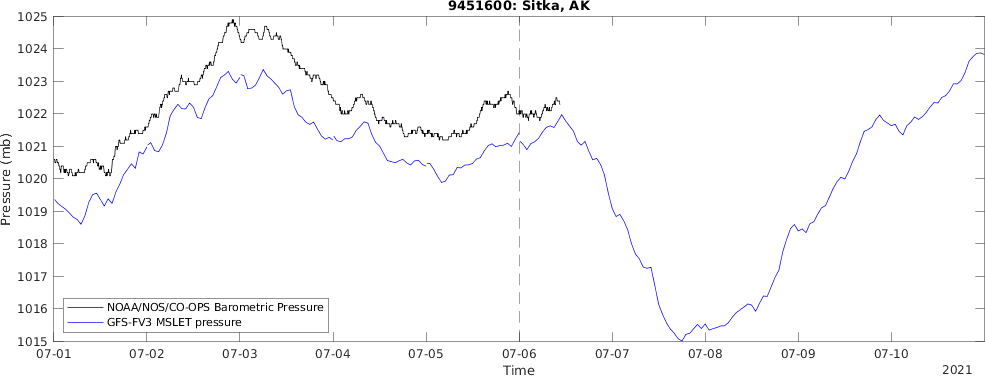 9451600: Sitka, AK
Pressure (mb)
1025
1024
1023
1022
1021
1020
1019
1018
1017
1016
1015
NOAA/NOS/CO-OPS Barometric Pressure
GFS-FV3 MSLET pressure
07-01 07-02 07-03 07-04 07-05 07-06 07-07 07-08 07-09 07-10
Time
2021